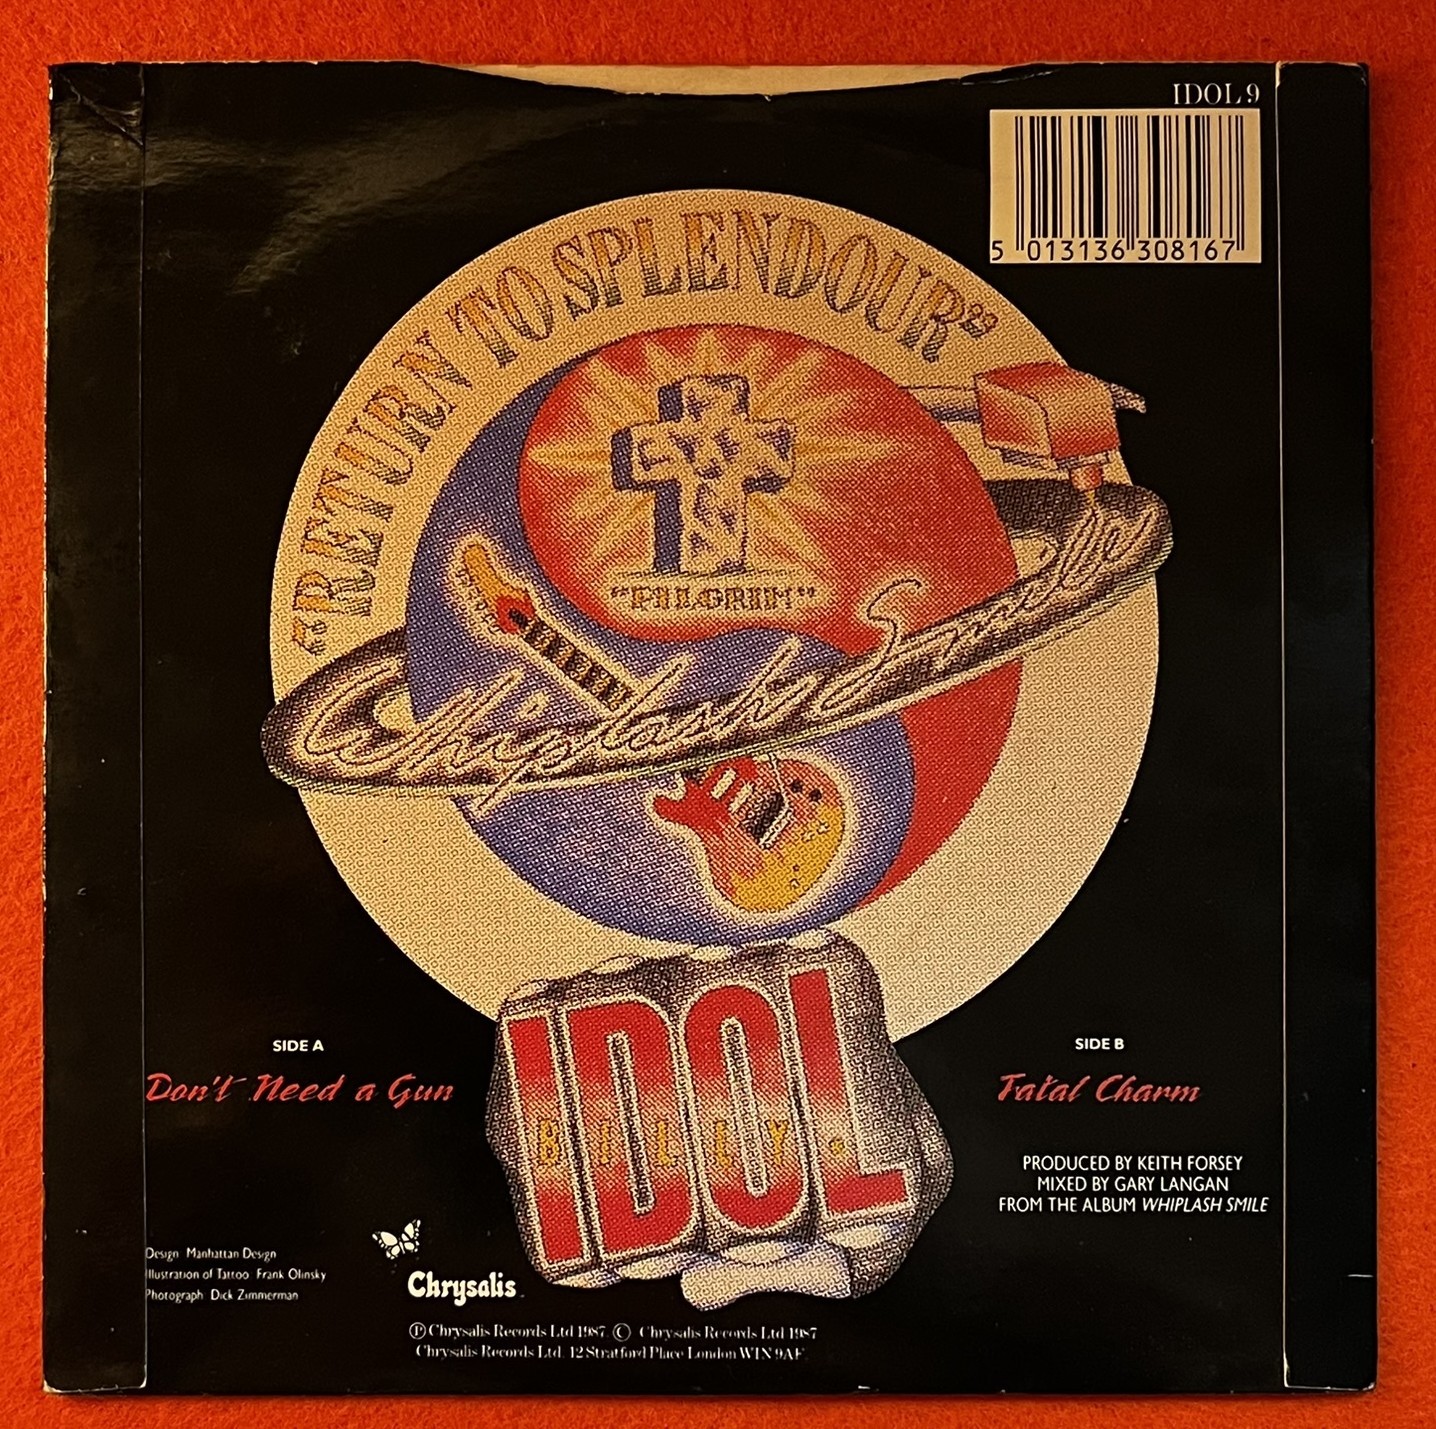 IDOL 9
5 013136 308167
"RETURN TO SPLENDOUR"
"PILGRIM"
Whiplash Smile
IDOL
BILLY
SIDE A
Don't Need a Gun
SIDE B
Fatal Charm
PRODUCED BY KEITH FORSEY
MIXED BY GARY LANGAN
FROM THE ALBUM WHIPLASH SMILE
Design Manhattan Design
Illustration of Tattoo Frank Olinsky
Photograph Dick Zimmerman
Chrysalis
Ⓟ Chrysalis Records Ltd 1987. © Chrysalis Records Ltd 1987
Chrysalis Records Ltd. 12 Stratford Place London W1N 9AF.